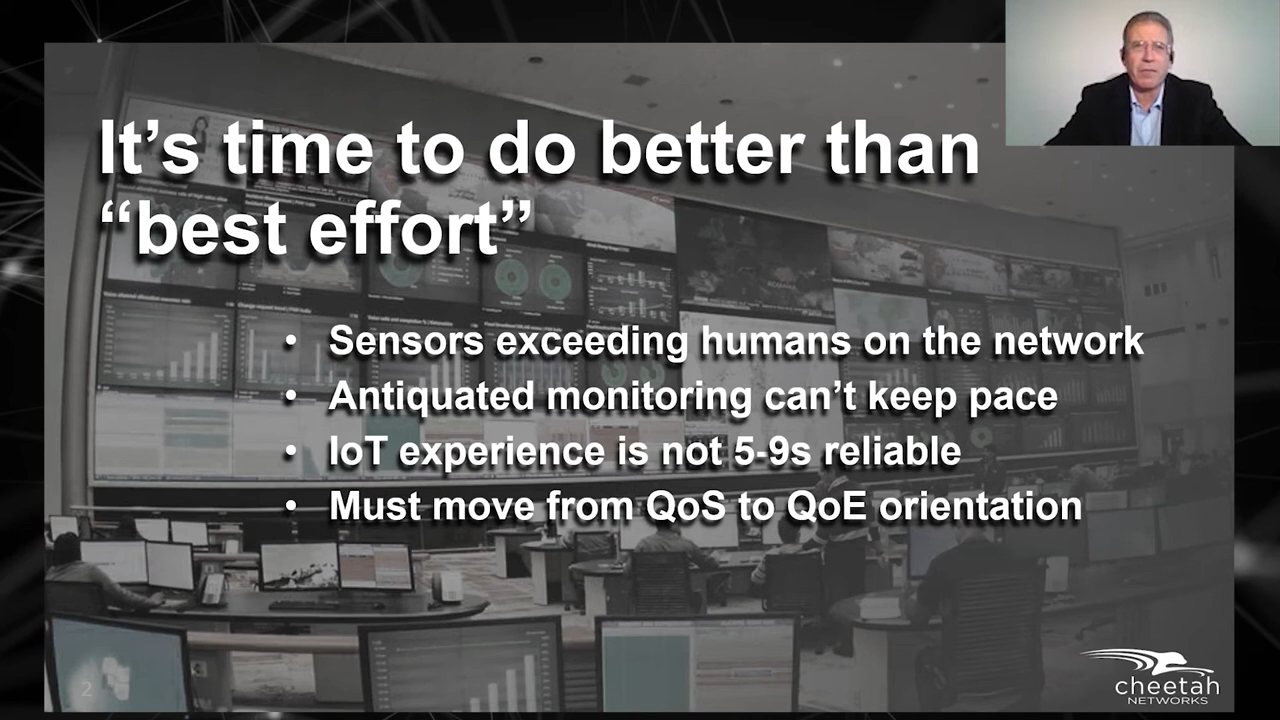 It’s time to do better than
“best effort”
• Sensors exceeding humans on the network
• Antiquated monitoring can’t keep pace
• IoT experience is not 5-9s reliable
• Must move from QoS to QoE orientation
2
cheetah
NETWORKS